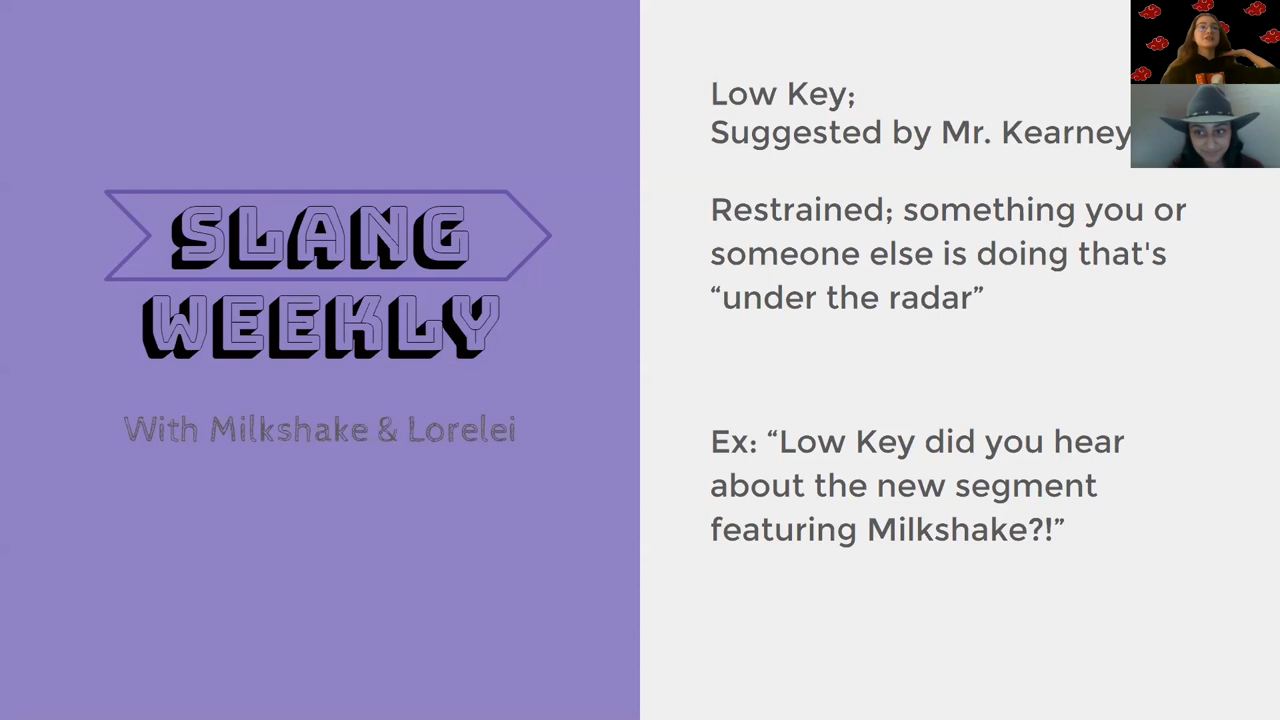 SLANG
WEEKLY
With Milkshake & Lorelei
Low Key;
Suggested by Mr. Kearney
Restrained; something you or
someone else is doing that's
“under the radar”
Ex: “Low Key did you hear
about the new segment
featuring Milkshake?!”